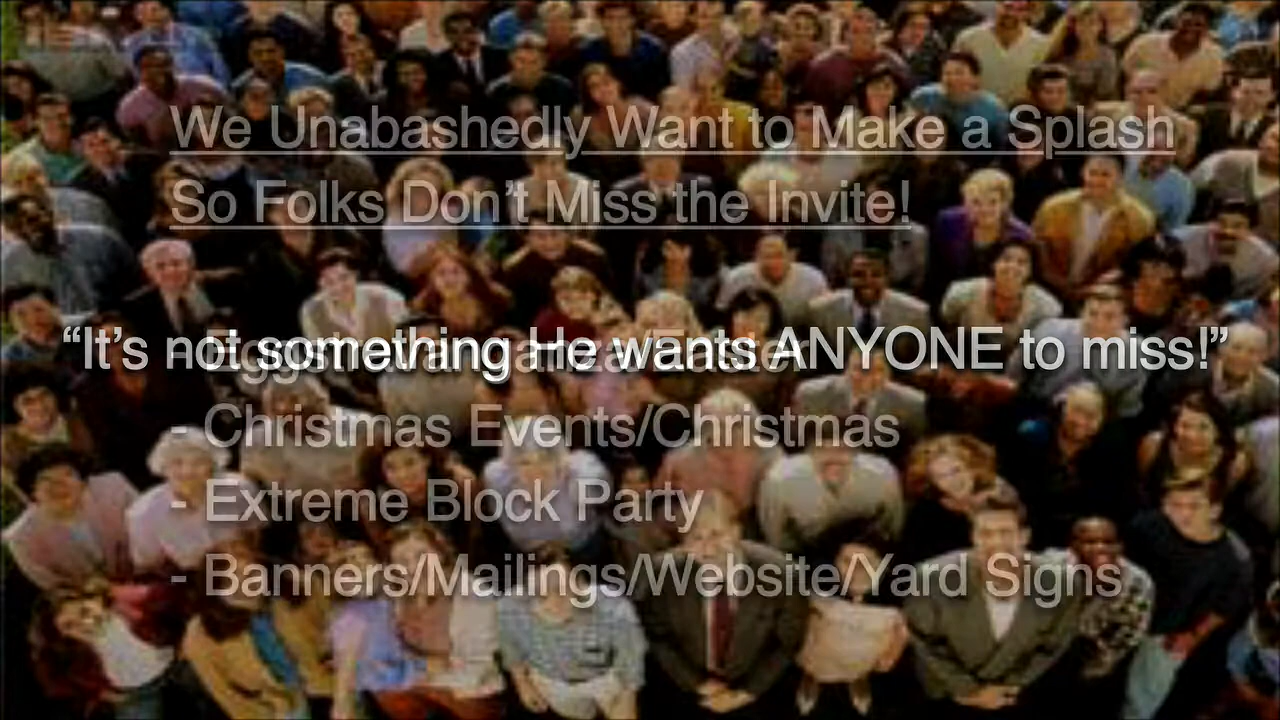 We Unabashedly Want to Make a Splash
So Folks Don’t Miss the Invite!
“It’s not something He wants ANYONE to miss!”
- Christmas Events/Christmas
- Extreme Block Party
- Banners/Mailings/Website/Yard Signs